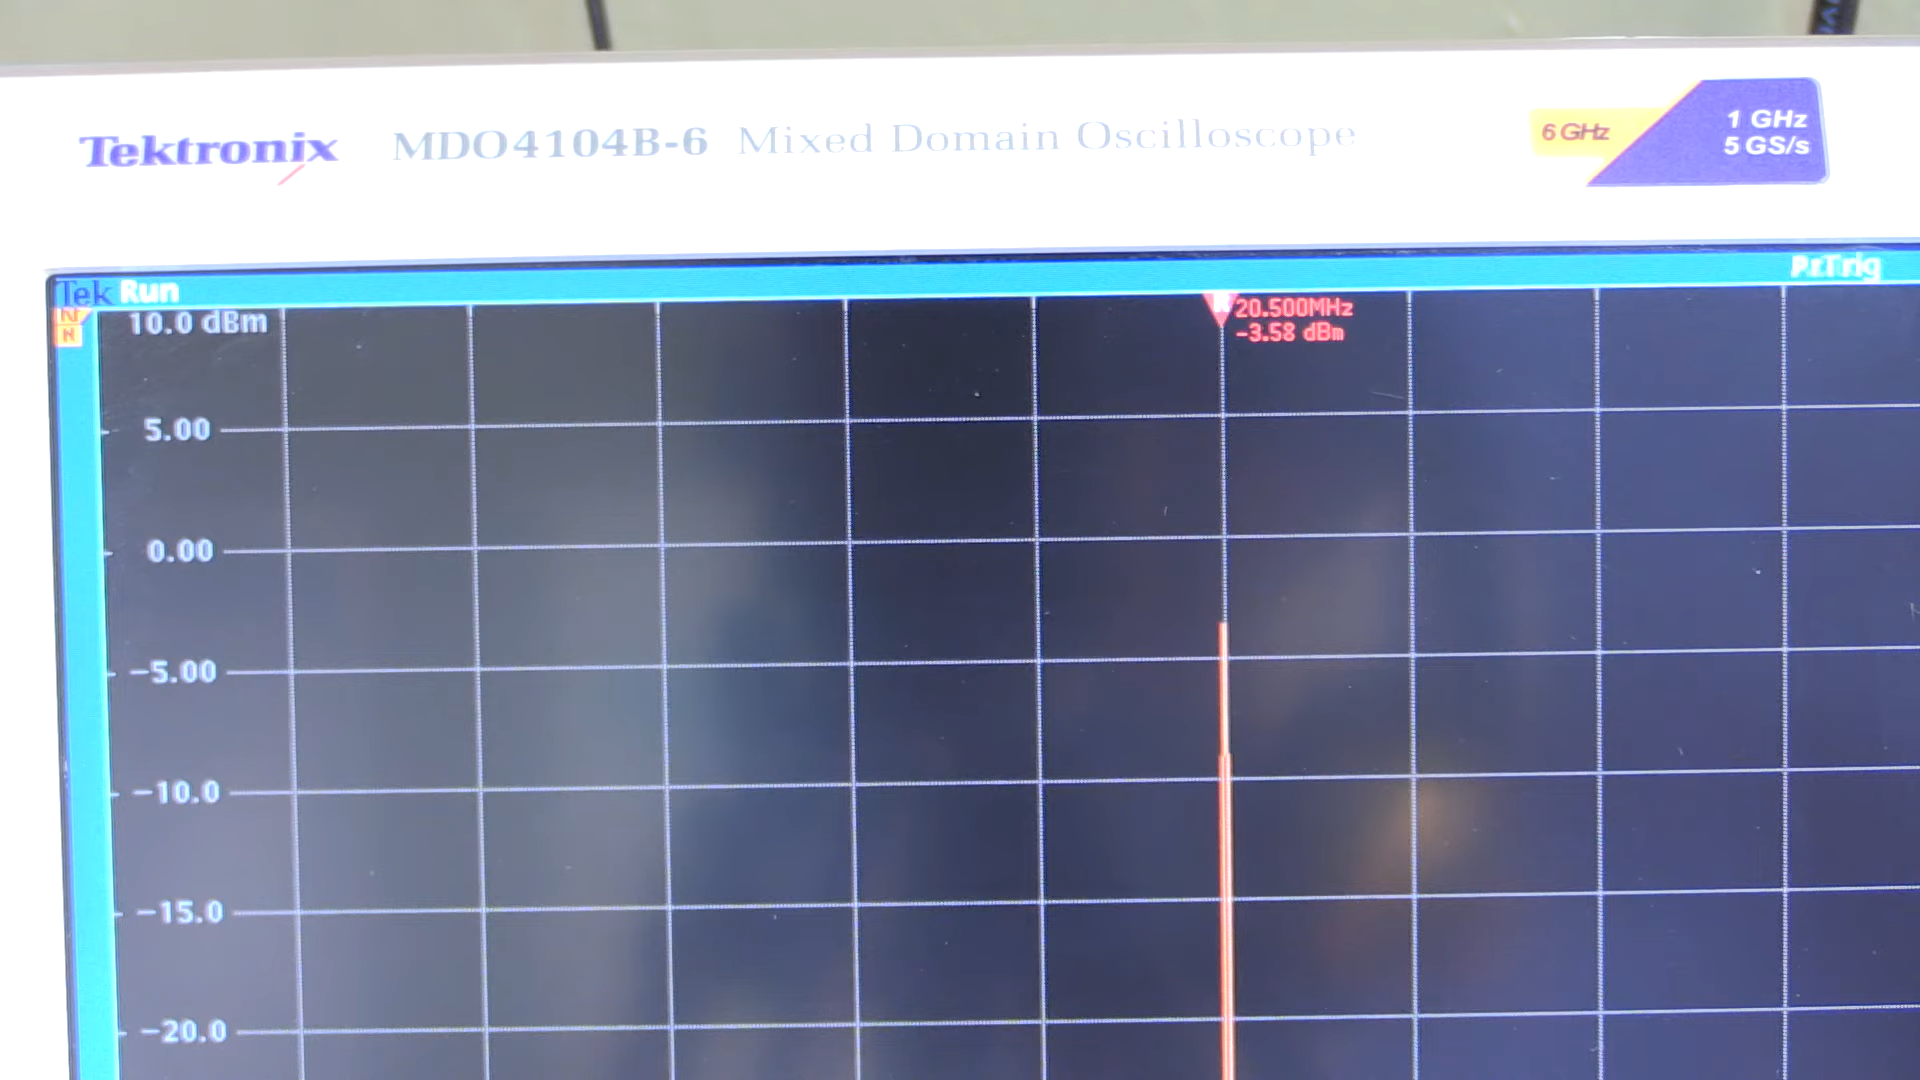 Tektronix MDO4104B-6 Mixed Domain Oscilloscope
6 GHz
1 GHz
5 GS/s
Tek Run
PreTrig
10.0 dBm
R
20.500MHz
-3.58 dBm
N
5.00
0.00
-5.00
-10.0
-15.0
-20.0